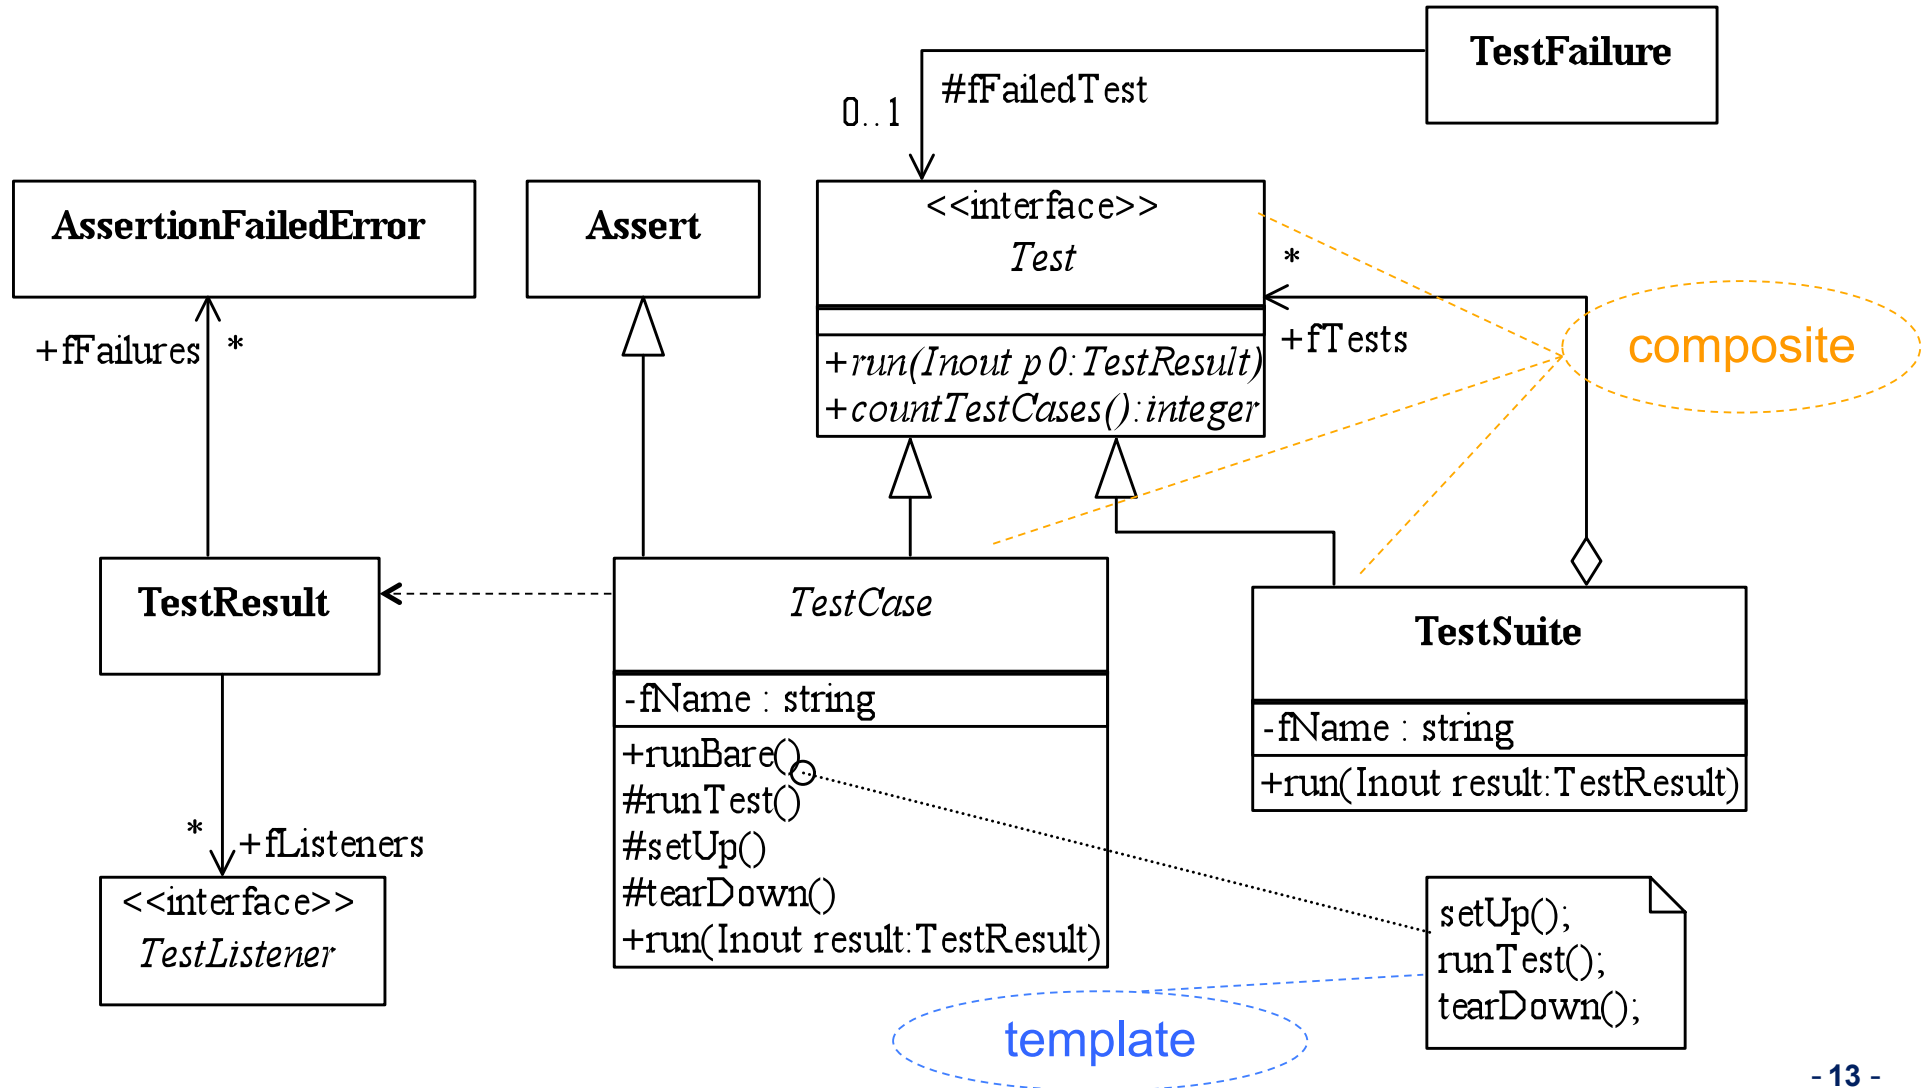 TestFailure
#fFailedTest
0..1
AssertionFailedError
Assert
<<interface>>
Test
*
+fTests
composite
+fFailures
*
+run(Inout p0:TestResult)
+countTestCases():integer
TestResult
TestCase
TestSuite
-fName : string
-fName : string
+runBare()
#runTest()
#setUp()
#tearDown()
+run(Inout result:TestResult)
+run(Inout result:TestResult)
*
+fListeners
<<interface>>
TestListener
setUp();
runTest();
tearDown();
template
- 13 -